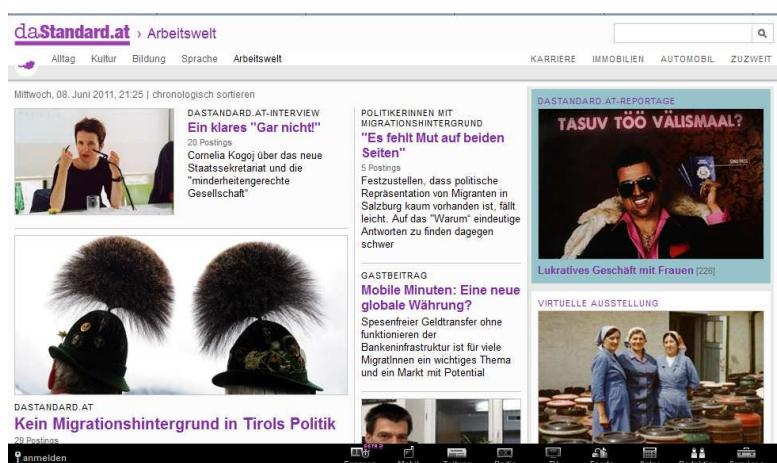 daStandard.at › Arbeitswelt
Alltag Kultur Bildung Sprache Arbeitswelt
KARRIERE IMMOBILIEN AUTOMOBIL ZUZWEIT
Mittwoch, 08. Juni 2011, 21:25 | chronologisch sortieren
DASTANDARD.AT-INTERVIEW
Ein klares "Gar nicht!"
20 Postings
Cornelia Kogoj über das neue
Staatssekretariat und die
"minderheitengerechte
Gesellschaft"
DASTANDARD.AT
Kein Migrationshintergrund in Tirols Politik
29 Postings
POLITIKERINNEN MIT
MIGRATIONSHINTERGRUND
"Es fehlt Mut auf beiden
Seiten"
5 Postings
Festzustellen, dass politische
Repräsentation von Migranten in
Salzburg kaum vorhanden ist, fällt
leicht. Auf das "Warum" eindeutige
Antworten zu finden dagegen
schwer
GASTBEITRAG
Mobile Minuten: Eine neue
globale Währung?
Spesenfreier Geldtransfer ohne
funktionieren der
Bankeninfrastruktur ist für viele
MigratInnen ein wichtiges Thema
und ein Markt mit Potential
DASTANDARD.AT-REPORTAGE
TASUV TÖÖ VÄLISMAAL?
Lukratives Geschäft mit Frauen [226]
VIRTUELLE AUSSTELLUNG
anmelden